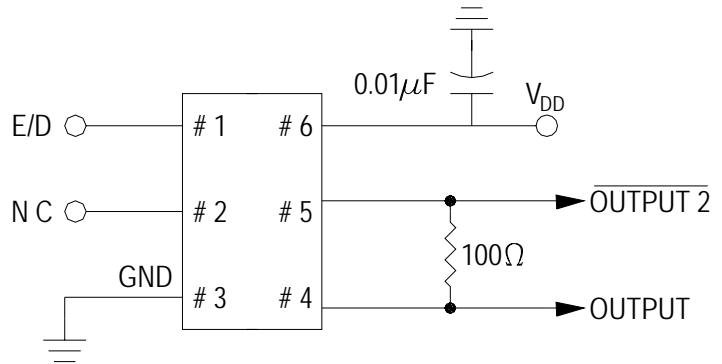 0.01μF
V_DD
E/D
# 1
# 6
N C
# 2
# 5
OUTPUT 2
100Ω
GND
# 3
# 4
OUTPUT